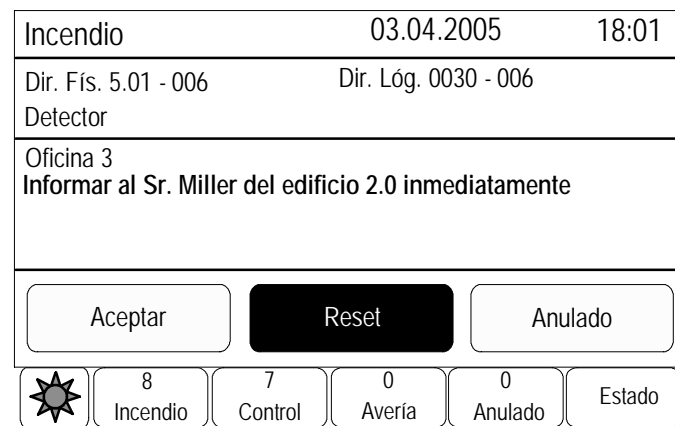 Incendio 03.04.2005 18:01
Dir. Fís. 5.01 - 006 Dir. Lóg. 0030 - 006
Detector
Oficina 3
Informar al Sr. Miller del edificio 2.0 inmediatamente
Aceptar Reset Anulado
8 7 0 0
Incendio Control Avería Anulado Estado